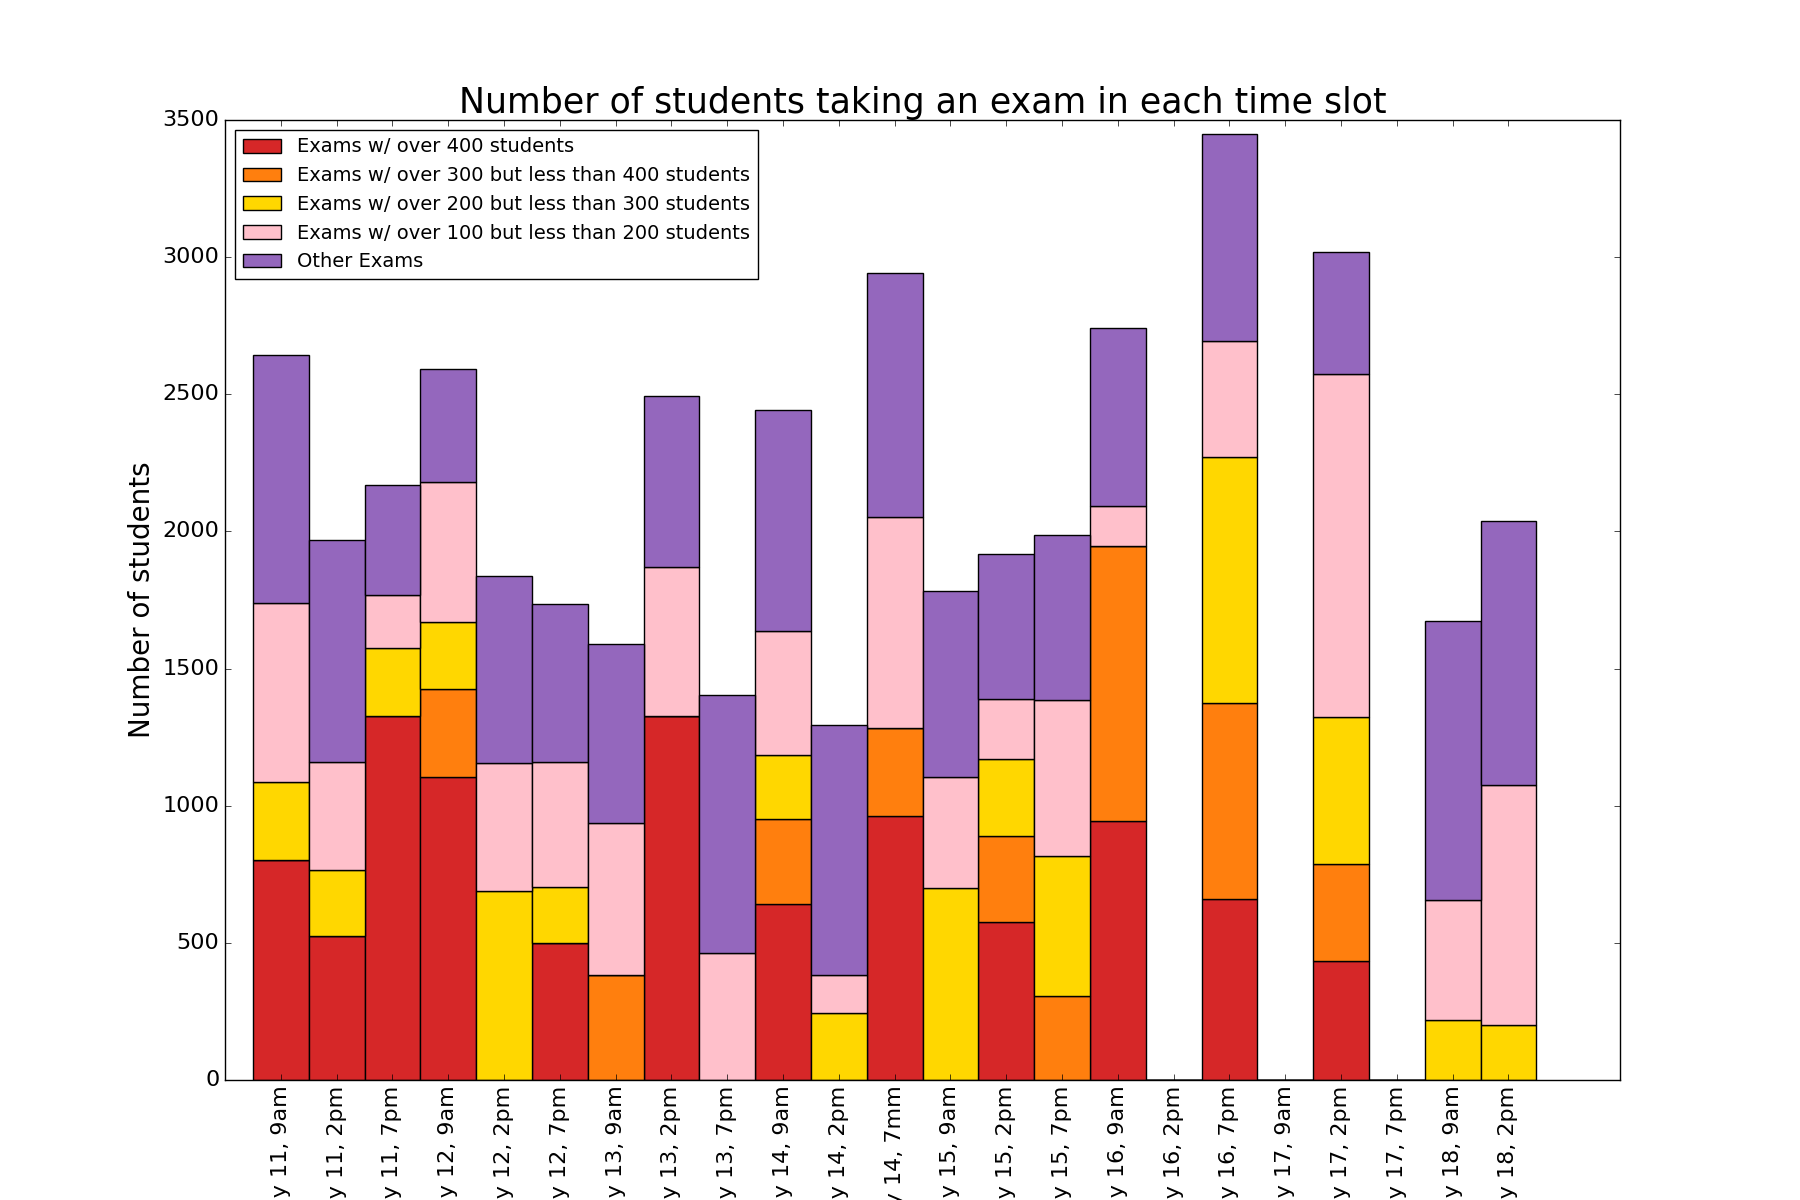 Number of students taking an exam in each time slot
3500
3000
2500
2000
1500
1000
500
0
Number of students
Exams w/ over 400 students
Exams w/ over 300 but less than 400 students
Exams w/ over 200 but less than 300 students
Exams w/ over 100 but less than 200 students
Other Exams
y 11, 9am
y 11, 2pm
y 11, 7pm
y 12, 9am
y 12, 2pm
y 12, 7pm
y 13, 9am
y 13, 2pm
y 13, 7pm
y 14, 9am
y 14, 2pm
y 14, 7mm
y 15, 9am
y 15, 2pm
y 15, 7pm
y 16, 9am
y 16, 2pm
y 16, 7pm
y 17, 9am
y 17, 2pm
y 17, 7pm
y 18, 9am
y 18, 2pm